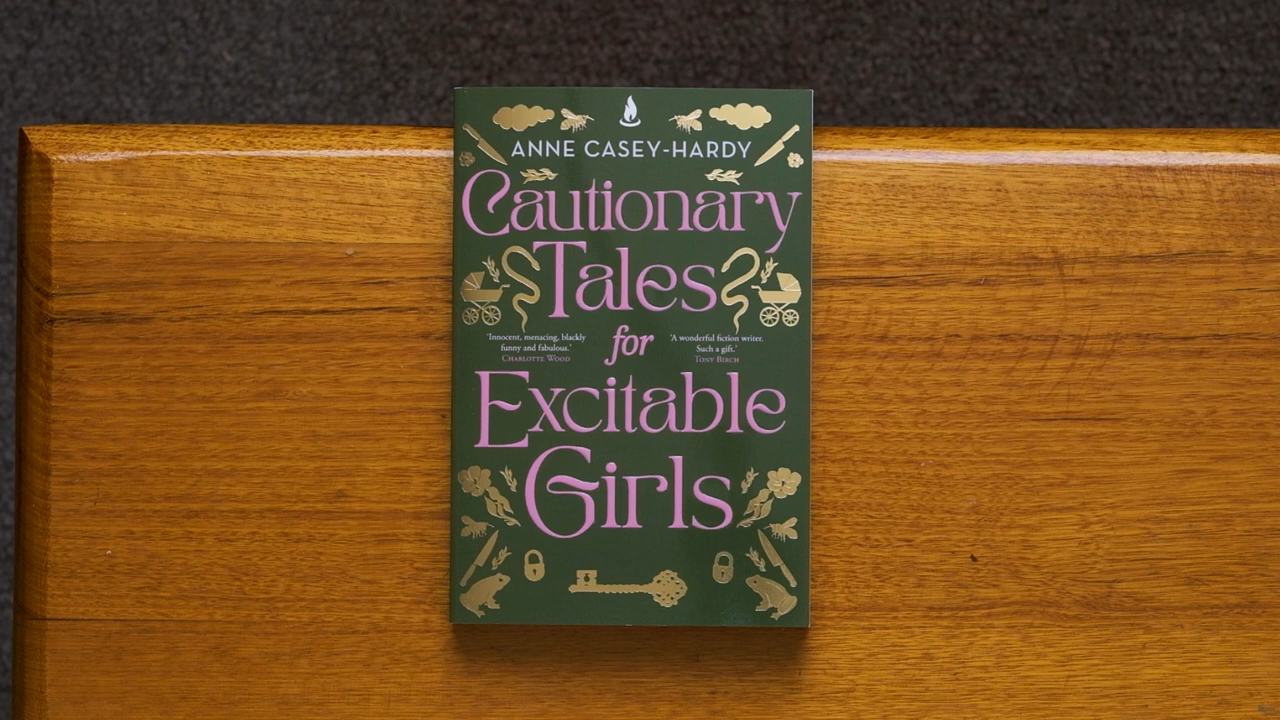 ANNE CASEY-HARDY
Cautionary
Tales
for
'Innocent, menacing, blackly
funny and fabulous.'
CHARLOTTE WOOD
'A wonderful fiction writer.
Such a gift.'
TONY BIRCH
Excitable
Girls